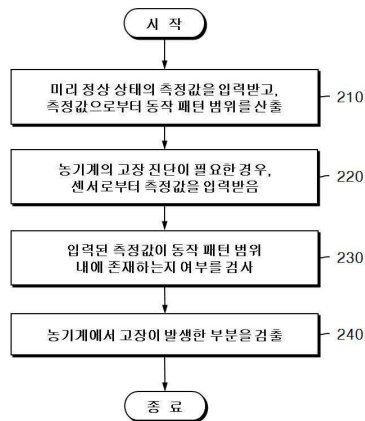 시 작
미리 정상 상태의 측정값을 입력받고,
측정값으로부터 동작 패턴 범위를 산출
210
농기계의 고장 진단이 필요한 경우,
센서로부터 측정값을 입력받음
220
입력된 측정값이 동작 패턴 범위
내에 존재하는지 여부를 검사
230
농기계에서 고장이 발생한 부분을 검출
240
종 료